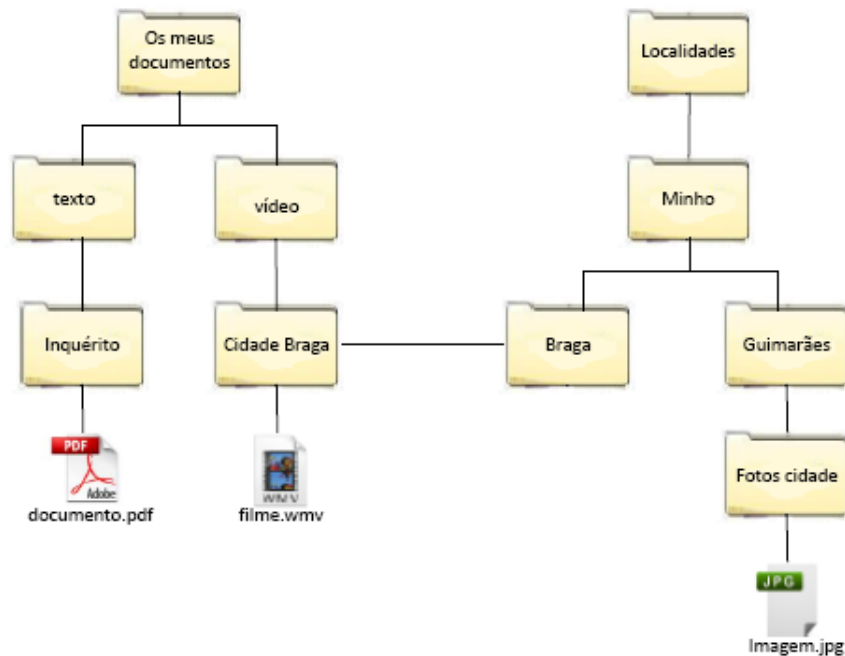 Os meus
documentos
Localidades
texto
vídeo
Minho
Inquérito
Cidade Braga
Braga
Guimarães
PDF
Adobe
documento.pdf
WMV
filme.wmv
Fotos cidade
JPG
Imagem.jpg